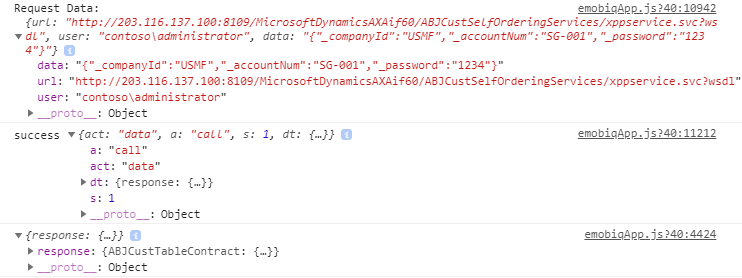 Request Data: emobiqApp.js?40:10942
{url: "http://203.116.137.100:8109/MicrosoftDynamicsAXAif60/ABJCustSelfOrderingServices/xppservice.svc?ws
▼dl", user: "contoso\administrator", data: "{"_companyId":"USMF","_accountNum":"SG-001","_password":"123
4"}"} i
data: "{"_companyId":"USMF","_accountNum":"SG-001","_password":"1234"}"
url: "http://203.116.137.100:8109/MicrosoftDynamicsAXAif60/ABJCustSelfOrderingServices/xppservice.svc?wsdl"
user: "contoso\administrator"
▶ __proto__: Object
success ▼{act: "data", a: "call", s: 1, dt: {…}} i emobiqApp.js?40:11212
a: "call"
act: "data"
▶ dt: {response: {…}}
s: 1
▶ __proto__: Object
▼{response: {…}} i emobiqApp.js?40:4424
▶ response: {ABJCustTableContract: {…}}
▶ __proto__: Object